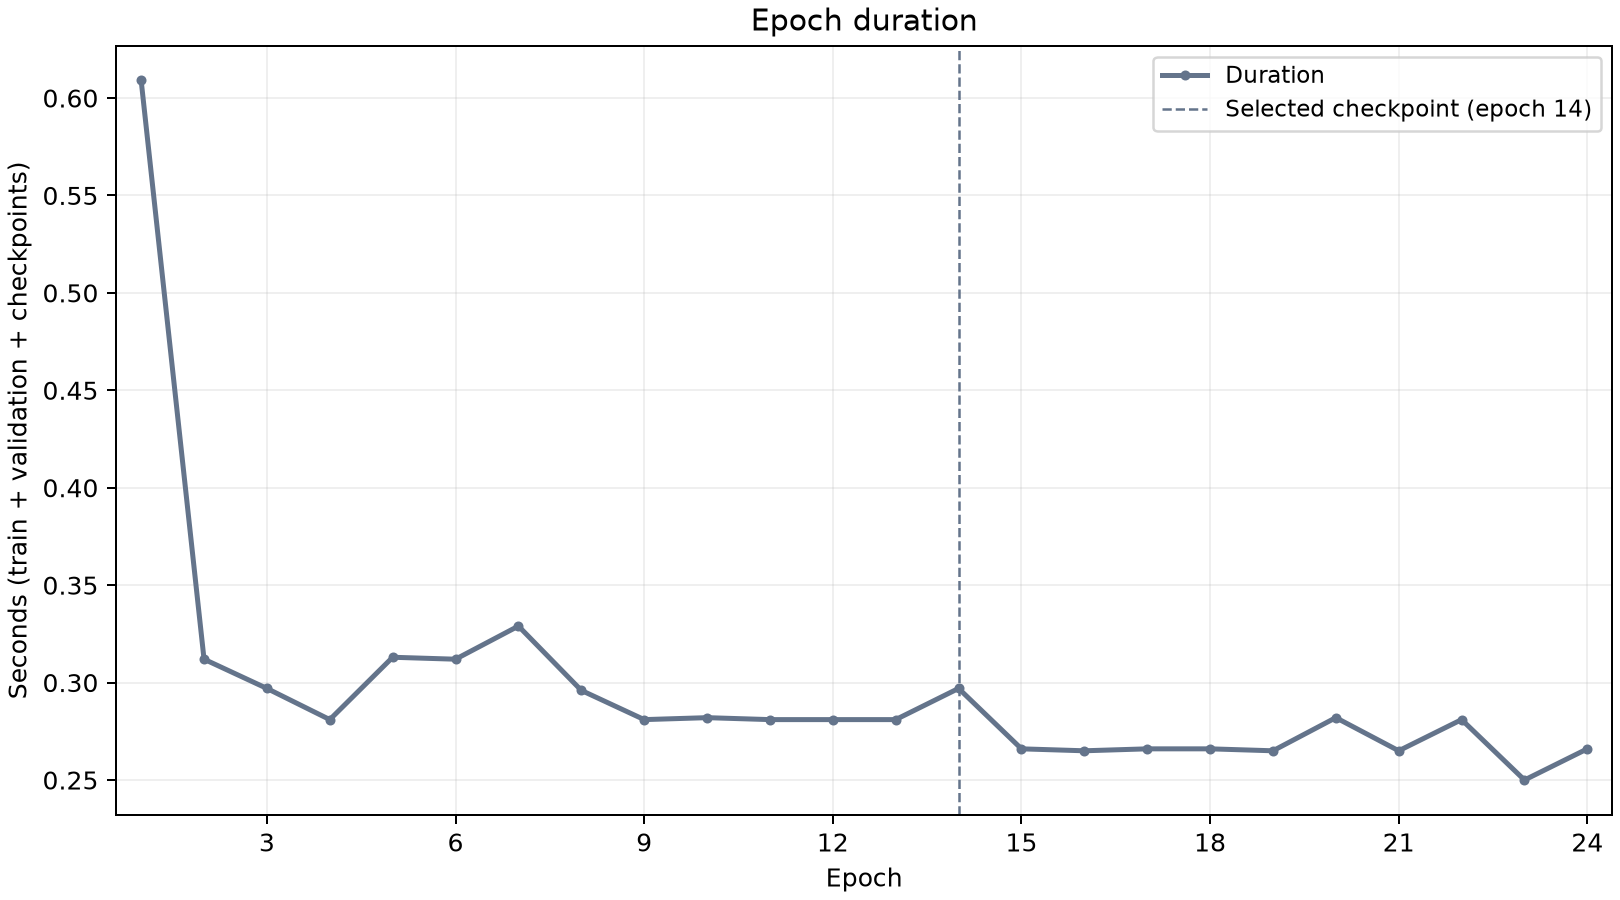 Epoch duration
Duration
Selected checkpoint (epoch 14)
Seconds (train + validation + checkpoints)
0.60
0.55
0.50
0.45
0.40
0.35
0.30
0.25
3 6 9 12 15 18 21 24
Epoch